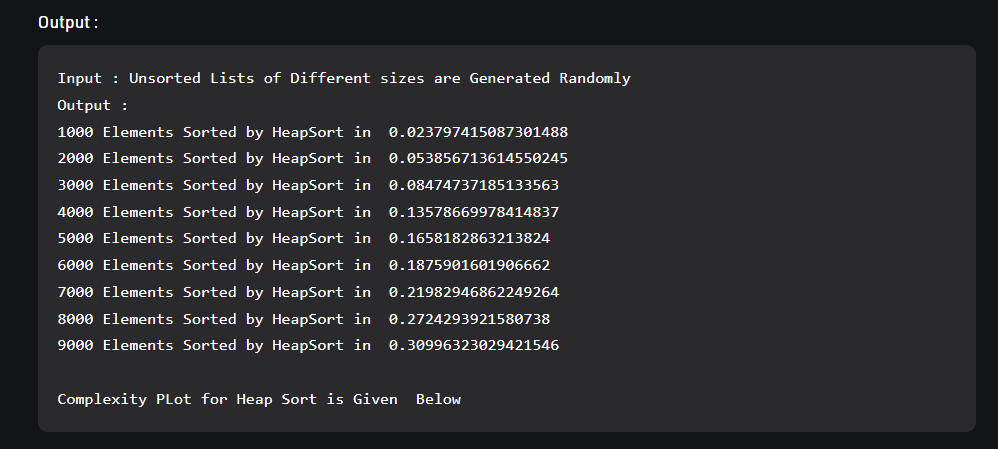 Output :
Input : Unsorted Lists of Different sizes are Generated Randomly
Output :
1000 Elements Sorted by HeapSort in  0.023797415087301488
2000 Elements Sorted by HeapSort in  0.053856713614550245
3000 Elements Sorted by HeapSort in  0.08474737185133563
4000 Elements Sorted by HeapSort in  0.13578669978414837
5000 Elements Sorted by HeapSort in  0.1658182863213824
6000 Elements Sorted by HeapSort in  0.1875901601906662
7000 Elements Sorted by HeapSort in  0.21982946862249264
8000 Elements Sorted by HeapSort in  0.2724293921580738
9000 Elements Sorted by HeapSort in  0.30996323029421546
Complexity PLot for Heap Sort is Given  Below